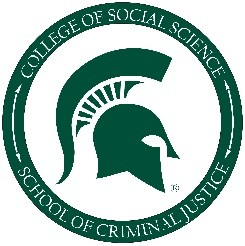 COLLEGE OF SOCIAL SCIENCE
SCHOOL OF CRIMINAL JUSTICE
®